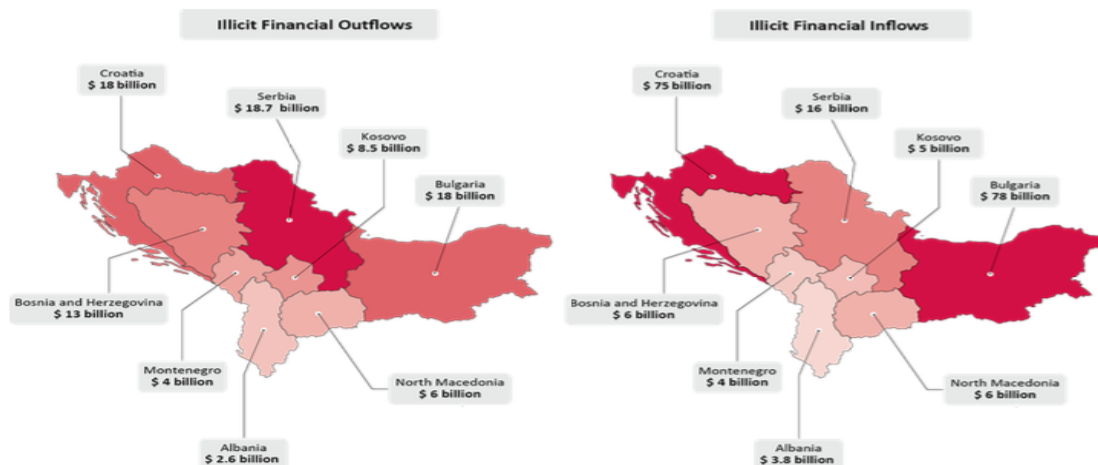 Illicit Financial Outflows
Croatia
$ 18 billion
Serbia
$ 18.7 billion
Kosovo
$ 8.5 billion
Bulgaria
$ 18 billion
Bosnia and Herzegovina
$ 13 billion
Montenegro
$ 4 billion
North Macedonia
$ 6 billion
Albania
$ 2.6 billion
Illicit Financial Inflows
Croatia
$ 75 billion
Serbia
$ 16 billion
Kosovo
$ 5 billion
Bulgaria
$ 78 billion
Bosnia and Herzegovina
$ 6 billion
Montenegro
$ 4 billion
North Macedonia
$ 6 billion
Albania
$ 3.8 billion